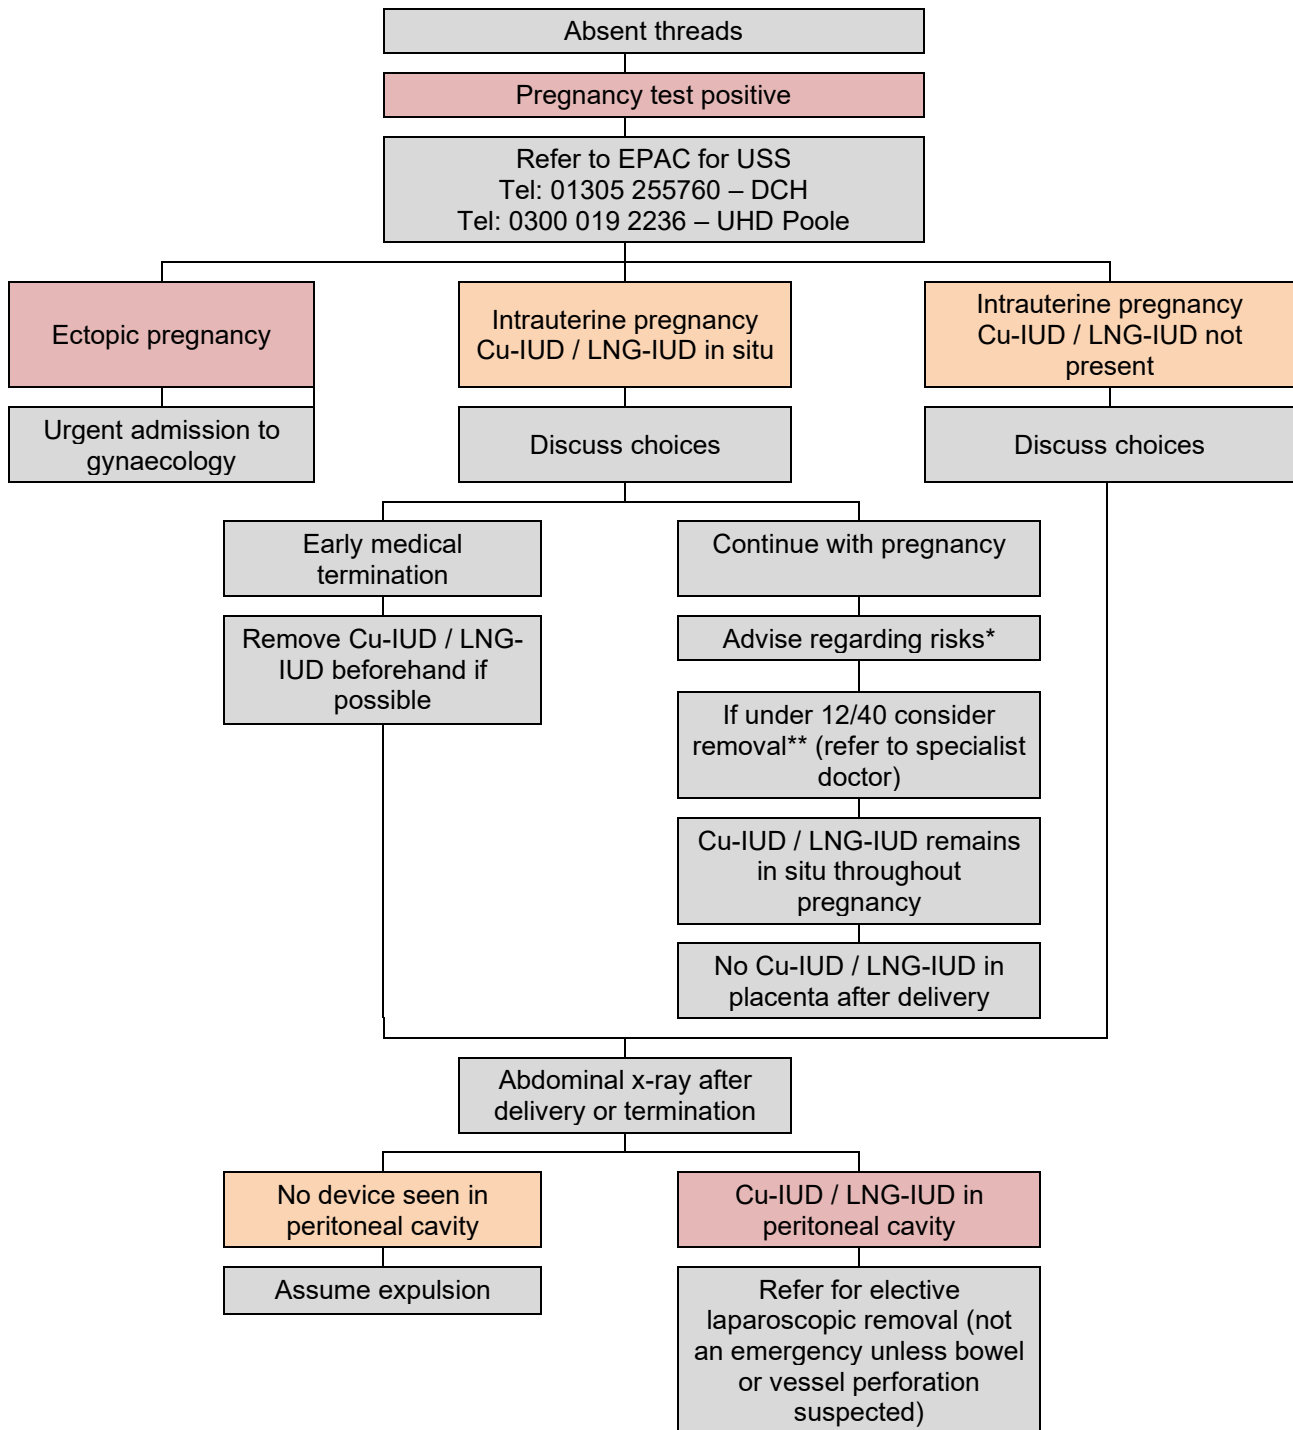 Absent threads
Pregnancy test positive
Refer to EPAC for USS
Tel: 01305 255760 – DCH
Tel: 0300 019 2236 – UHD Poole
Ectopic pregnancy
Intrauterine pregnancy
Cu-IUD / LNG-IUD in situ
Intrauterine pregnancy
Cu-IUD / LNG-IUD not
present
Urgent admission to
gynaecology
Discuss choices
Discuss choices
Early medical
termination
Continue with pregnancy
Remove Cu-IUD / LNG-
IUD beforehand if
possible
Advise regarding risks*
If under 12/40 consider
removal** (refer to specialist
doctor)
Cu-IUD / LNG-IUD remains
in situ throughout
pregnancy
No Cu-IUD / LNG-IUD in
placenta after delivery
Abdominal x-ray after
delivery or termination
No device seen in
peritoneal cavity
Cu-IUD / LNG-IUD in
peritoneal cavity
Assume expulsion
Refer for elective
laparoscopic removal (not
an emergency unless bowel
or vessel perforation
suspected)